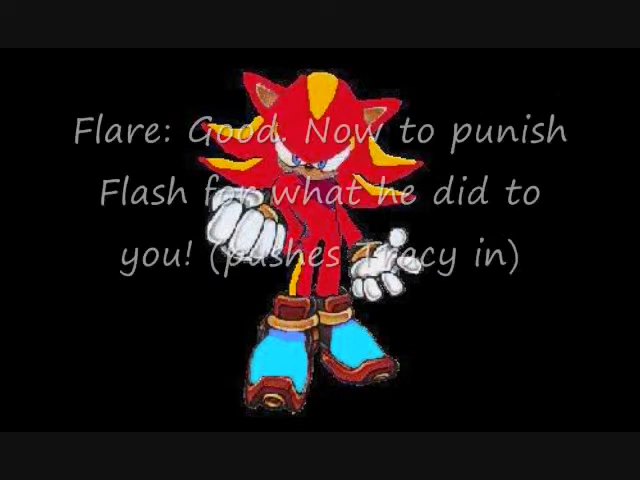 Flare: Good. Now to punish
Flash for what he did to
you! (pushes Tracy in)